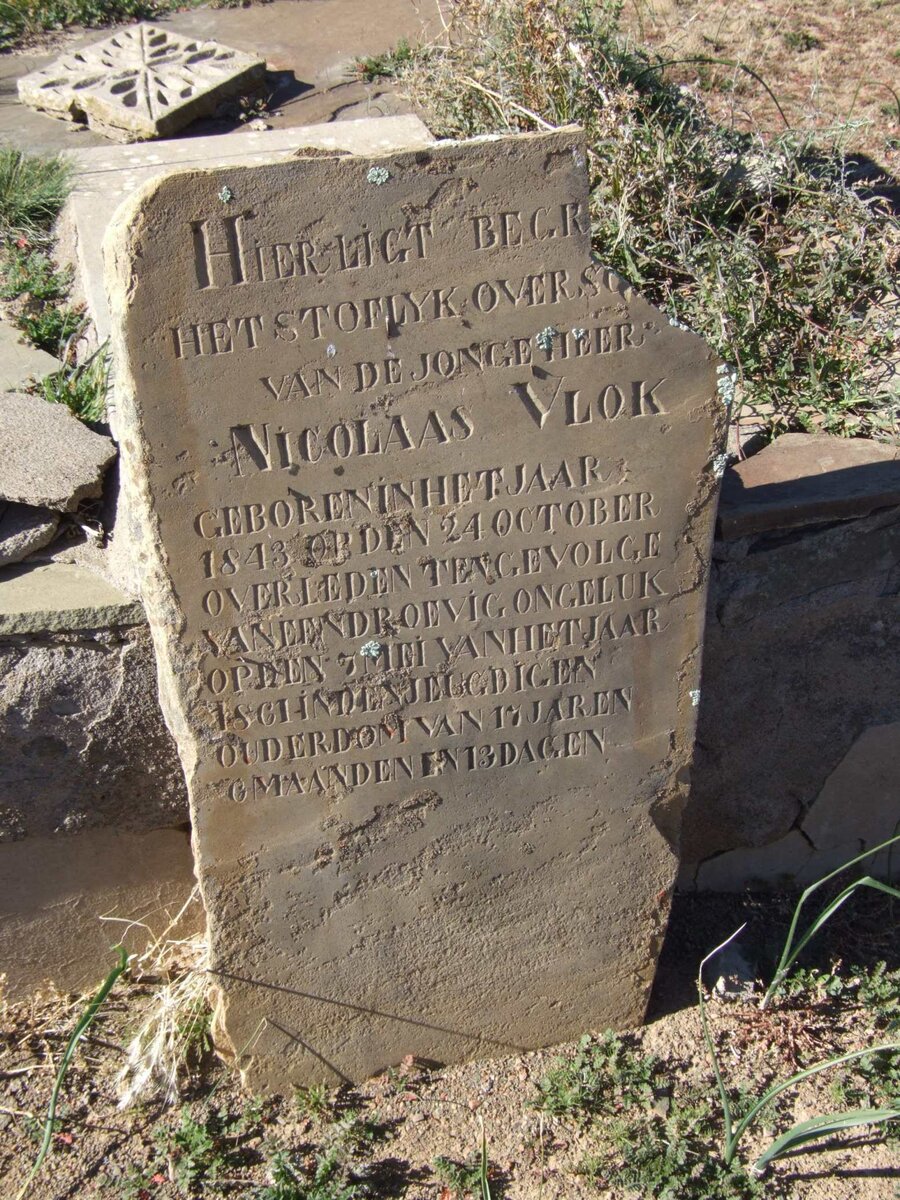 HIER LIGT BEGR
HET STOFLYK OVERSC
VAN DE JONGE HEER
NICOLAAS VLOK
GEBOREN IN HET JAAR
1843 OP DEN 24 OCTOBER
OVERLEDEN TEN GEVOLGE
VAN EEN DROEVIG ONGELUK
OP DEN 7 MEI VAN HET JAAR
1861 IN DEN JEUGDIGEN
OUDERDOM VAN 17 JAREN
6 MAANDEN EN 13 DAGEN